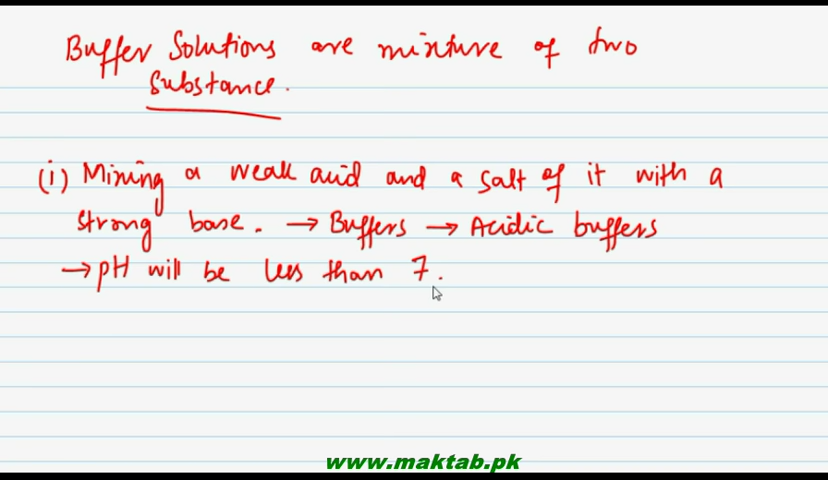 Buffer Solutions are mixture of two
Substance.
(i) Mixing a weak acid and a salt of it with a
strong base. → Buffers → Acidic buffers
→ pH will be less than 7.
www.maktab.pk